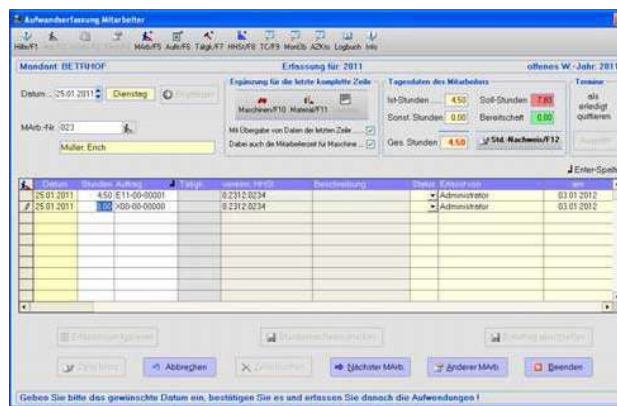 Aufwandserfassung Mitarbeiter
Hilfe/F1 MArb/F5 Auftr/F6 Tätigk/F7 HHSt/F8 TC/F9 MonÜb AZKto Logbuch Info
Mandant: BETRHOF Erfassung für: 2011 offenes W.-Jahr: 2011
Ergänzung für die letzte komplette Zeile
Tagesdaten des Mitarbeiters
Termine
Datum ... 25.01.2011 Dienstag
Maschinen/F10 Material/F11
Ist-Stunden 4.50 Soll-Stunden 7.80
als erledigt quittieren
Sonst. Stunden 0.00 Bereitschaft 0.00
MArb.-Nr. 023
Mit Übergabe von Daten der letzten Zeile
Dabei auch die Mitarbeiterzeit für Maschine
Ges. Stunden 4.50 Std.-Nachweis/F12
Müller, Erich
Enter-Spalte
Datum Stunden Auftrag Tätigk. Beschreibung Status Erfasst von am
25.01.2011 4.50 E11-00-00001 0.2312.0234 Administrator 03.01.2012
25.01.2011 0.00 >00-00-00000 0.2312.0234 Administrator 03.01.2012
Abbrechen Nächster MArb. Anderer MArb. Beenden
Geben Sie bitte das gewünschte Datum ein, bestätigen Sie es und erfassen Sie danach die Aufwendungen !